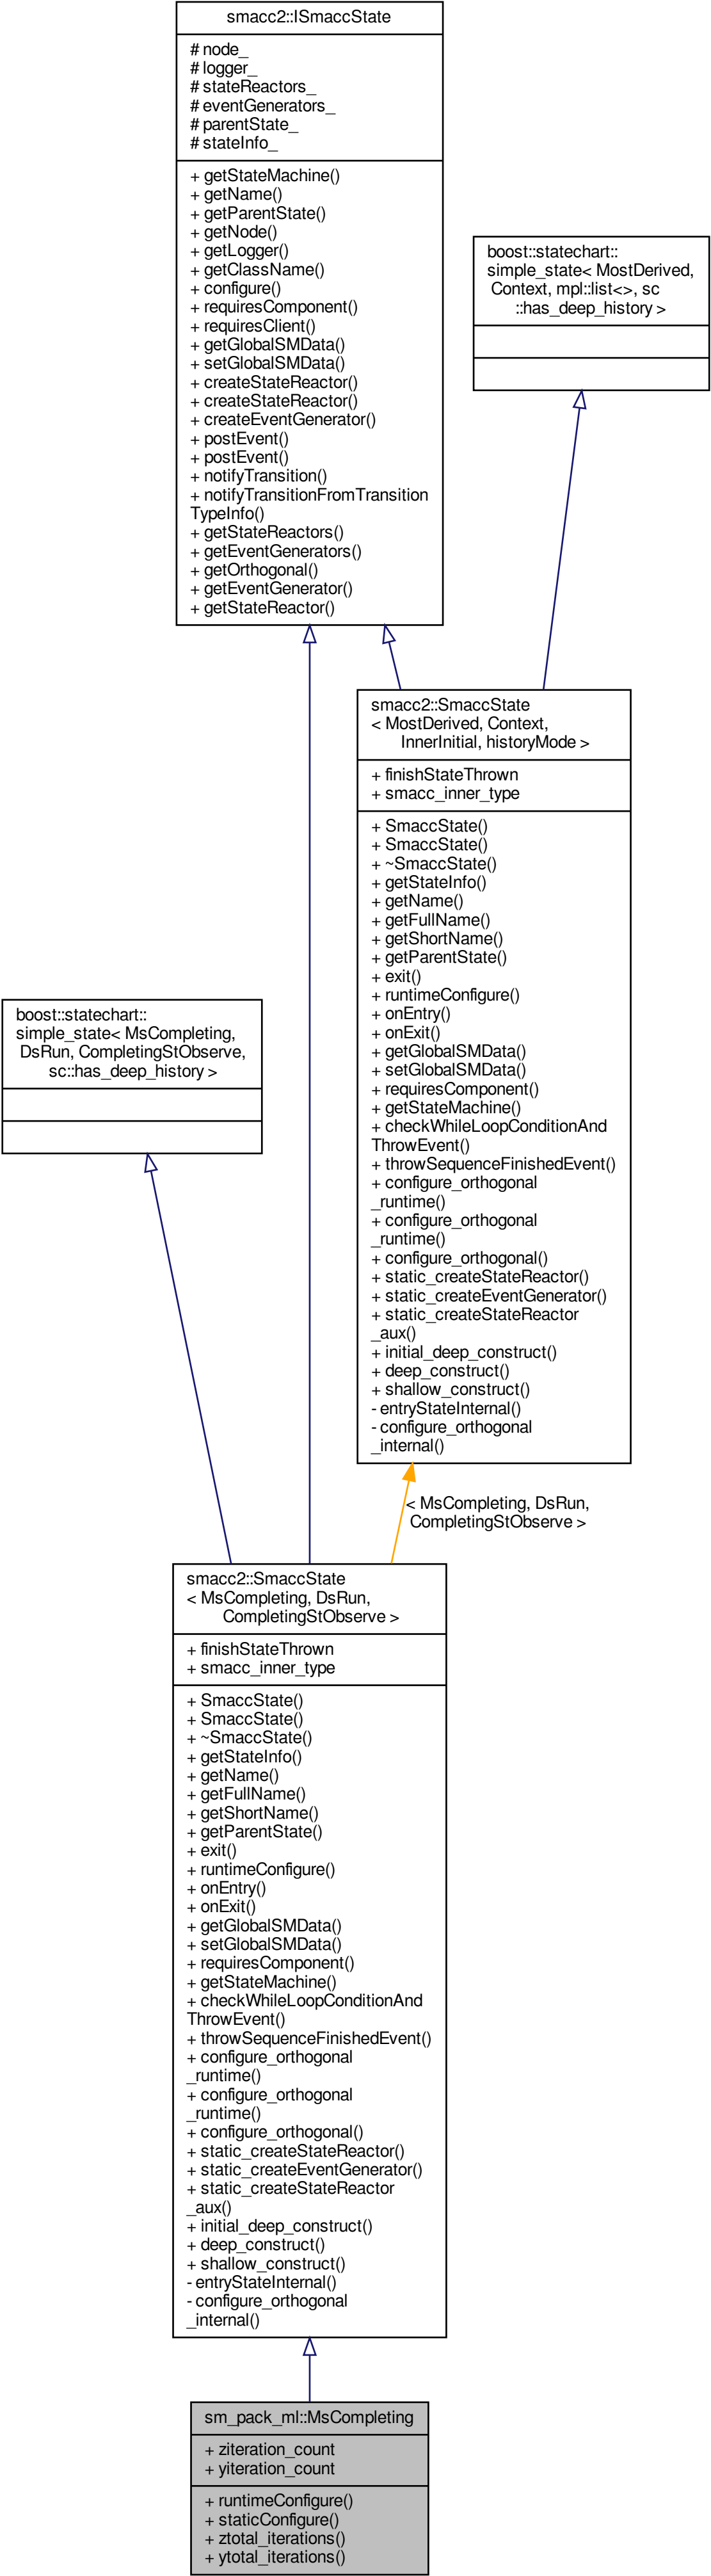 smacc2::ISmaccState
# node_
# logger_
# stateReactors_
# eventGenerators_
# parentState_
# stateInfo_
+ getStateMachine()
+ getName()
+ getParentState()
+ getNode()
+ getLogger()
+ getClassName()
+ configure()
+ requiresComponent()
+ requiresClient()
+ getGlobalSMData()
+ setGlobalSMData()
+ createStateReactor()
+ createStateReactor()
+ createEventGenerator()
+ postEvent()
+ postEvent()
+ notifyTransition()
+ notifyTransitionFromTransition
TypeInfo()
+ getStateReactors()
+ getEventGenerators()
+ getOrthogonal()
+ getEventGenerator()
+ getStateReactor()
boost::statechart::
simple_state< MostDerived,
Context, mpl::list<>, sc
::has_deep_history >
smacc2::SmaccState
< MostDerived, Context,
InnerInitial, historyMode >
+ finishStateThrown
+ smacc_inner_type
+ SmaccState()
+ SmaccState()
+ ~SmaccState()
+ getStateInfo()
+ getName()
+ getFullName()
+ getShortName()
+ getParentState()
+ exit()
+ runtimeConfigure()
+ onEntry()
+ onExit()
+ getGlobalSMData()
+ setGlobalSMData()
+ requiresComponent()
+ getStateMachine()
+ checkWhileLoopConditionAnd
ThrowEvent()
+ throwSequenceFinishedEvent()
+ configure_orthogonal
_runtime()
+ configure_orthogonal
_runtime()
+ configure_orthogonal()
+ static_createStateReactor()
+ static_createEventGenerator()
+ static_createStateReactor
_aux()
+ initial_deep_construct()
+ deep_construct()
+ shallow_construct()
- entryStateInternal()
- configure_orthogonal
_internal()
boost::statechart::
simple_state< MsCompleting,
DsRun, CompletingStObserve,
sc::has_deep_history >
< MsCompleting, DsRun,
CompletingStObserve >
smacc2::SmaccState
< MsCompleting, DsRun,
CompletingStObserve >
+ finishStateThrown
+ smacc_inner_type
+ SmaccState()
+ SmaccState()
+ ~SmaccState()
+ getStateInfo()
+ getName()
+ getFullName()
+ getShortName()
+ getParentState()
+ exit()
+ runtimeConfigure()
+ onEntry()
+ onExit()
+ getGlobalSMData()
+ setGlobalSMData()
+ requiresComponent()
+ getStateMachine()
+ checkWhileLoopConditionAnd
ThrowEvent()
+ throwSequenceFinishedEvent()
+ configure_orthogonal
_runtime()
+ configure_orthogonal
_runtime()
+ configure_orthogonal()
+ static_createStateReactor()
+ static_createEventGenerator()
+ static_createStateReactor
_aux()
+ initial_deep_construct()
+ deep_construct()
+ shallow_construct()
- entryStateInternal()
- configure_orthogonal
_internal()
sm_pack_ml::MsCompleting
+ ziteration_count
+ yiteration_count
+ runtimeConfigure()
+ staticConfigure()
+ ztotal_iterations()
+ ytotal_iterations()